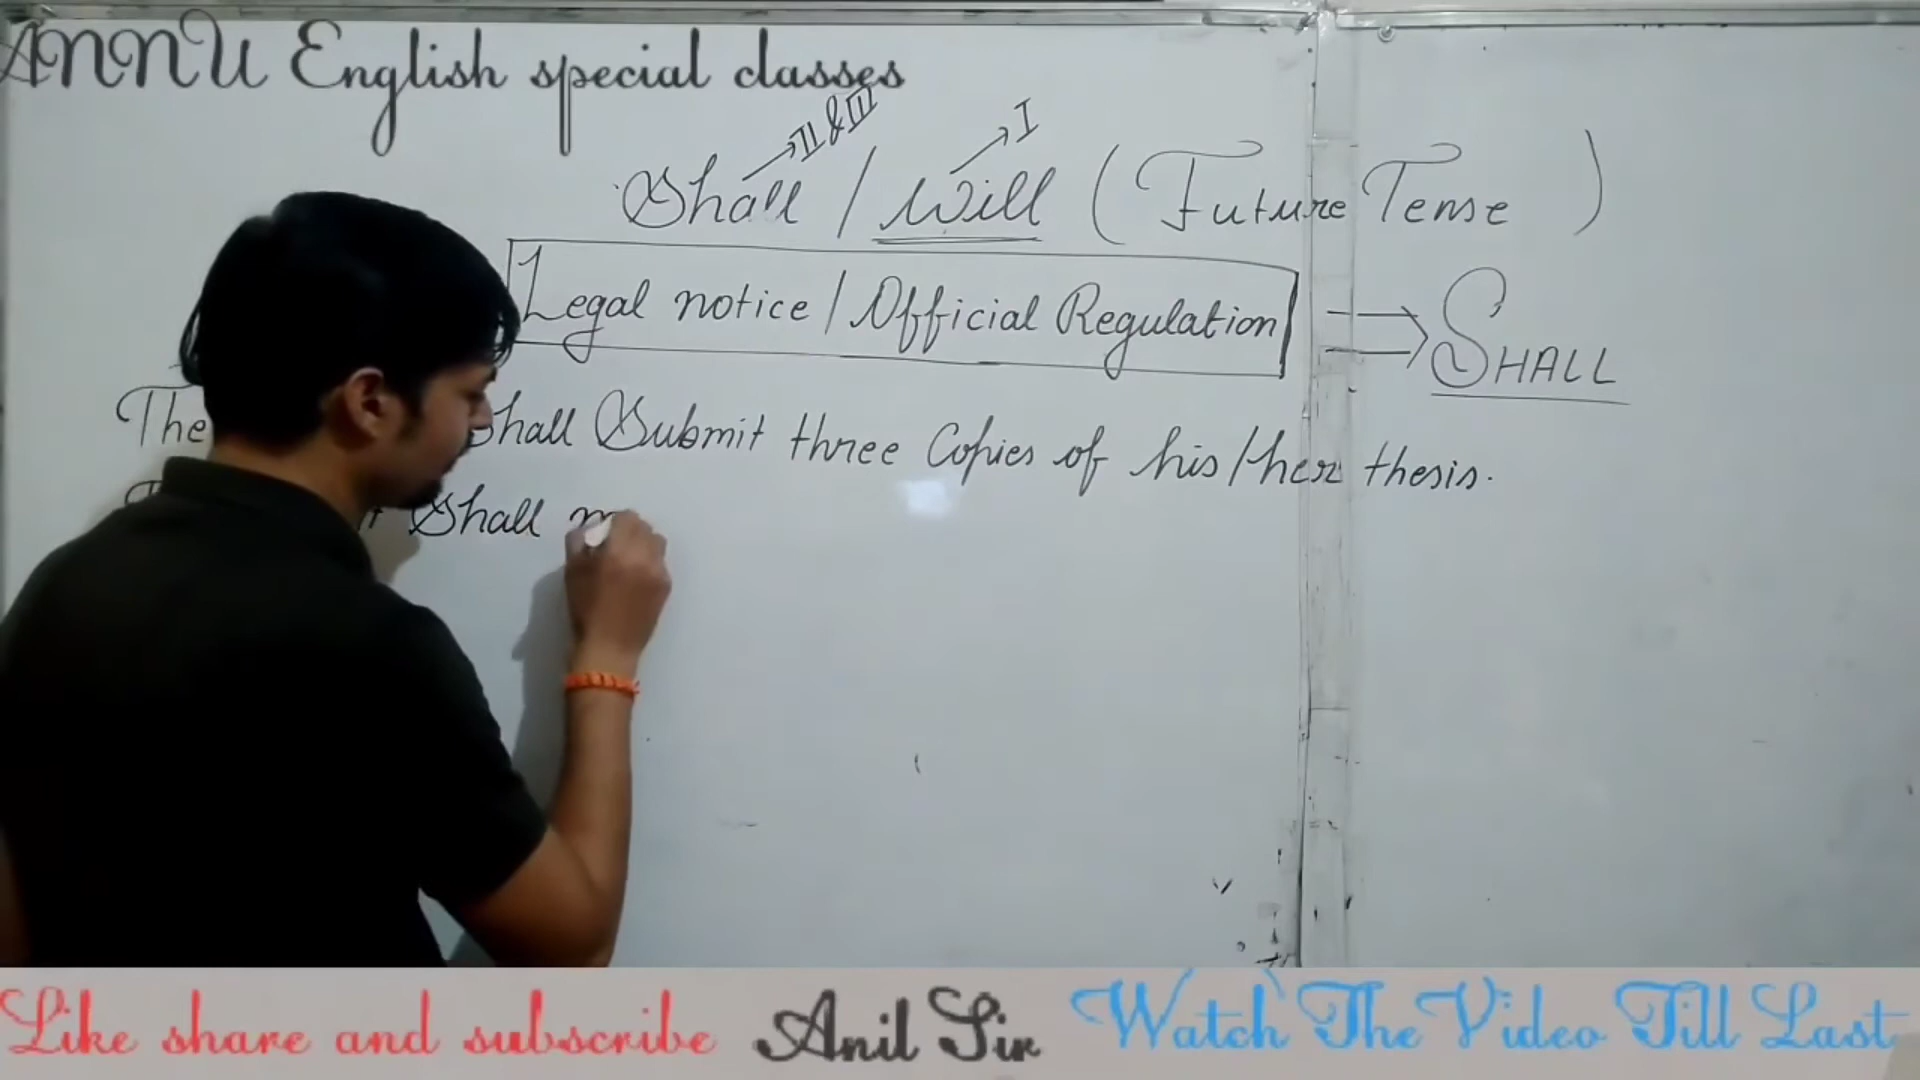 ANNU English special classes
II & III I
Shall / Will ( Future Tense )
Legal notice / Official Regulation
SHALL
The Shall Submit three Copies of his/her thesis.
Shall
Like share and subscribe Anil Sir Watch The Video Till Last